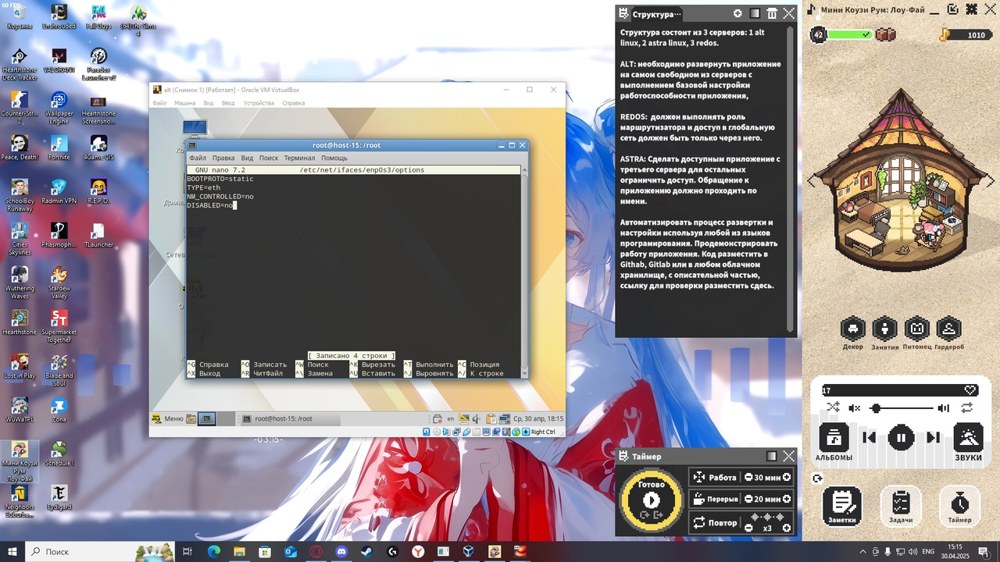 60 FPS
Корзина
Enshrouded
Fall Guys
(64)The Sims 4
Hearthstone Deck Tracker
VALORANT
Paradox Launcher v2
Counter-Str... 2
Wallpaper Engine
Hearthstone Screensho...
Peace, Death!
Fortnite
4Game GIS
SchoolBoy Runaway
Radmin VPN
R.E.P.O.
Cities Skylines
Phasmoph...
TLauncher
Wuthering Waves
Stardew Valley
Hearthstone
Supermarket Together
Lost in Play
Blade and Soul
WuWaTPL
Zona
Мини Коузи Рум Лоу-Фай
Schedule I
Neighbors Suburba...
Lydigard
alt (Снимок 1) [Работает] - Oracle VM VirtualBox
Файл Машина Вид Ввод Устройства Справка
root@host-15: /root
Файл Правка Вид Поиск Терминал Помощь
GNU nano 7.2 /etc/net/ifaces/enp0s3/options
BOOTPROTO=static
TYPE=eth
NM_CONTROLLED=no
DISABLED=no
[ Записано 4 строки ]
^G Справка ^O Записать ^W Поиск ^K Вырезать ^T Выполнить ^C Позиция
^X Выход ^R ЧитФайл ^\ Замена ^U Вставить ^J Выровнять ^/ К строке
Меню
root@host-15: /root
en
Ср, 30 апр, 18:15
Right Ctrl
-03:15-
Структура...
Структура состоит из 3 серверов: 1 alt
linux, 2 astra linux, 3 redos.
ALT: необходимо развернуть приложение
на самом свободном из серверов с
выполнением базовой настройки
работоспособности приложения,
REDOS: должен выполнять роль
маршрутизатора и доступ в глобальную
сеть должен быть только через него.
ASTRA: Сделать доступным приложение с
третьего сервера для остальных
ограничить доступ. Обращение к
приложению должно проходить по
имени.
Автоматизировать процесс развертки и
настройки используя любой из языков
програмирования. Продемонстрировать
работу приложения. Код разместить в
Githab, Gitlab или в любом облачном
хранилище, с описательной частью,
ссылку для проверки разместить сдесь.
Таймер
Готово
Работа 30 мин
Перерыв 20 мин
Повтор x3
Мини Коузи Рум: Лоу-Фай
42
1010
Декор Занятия Питомец Гардероб
17
АЛЬБОМЫ
ЗВУКИ
Заметки
Задачи
Таймер
Поиск
ENG
15:15
30.04.2025
1